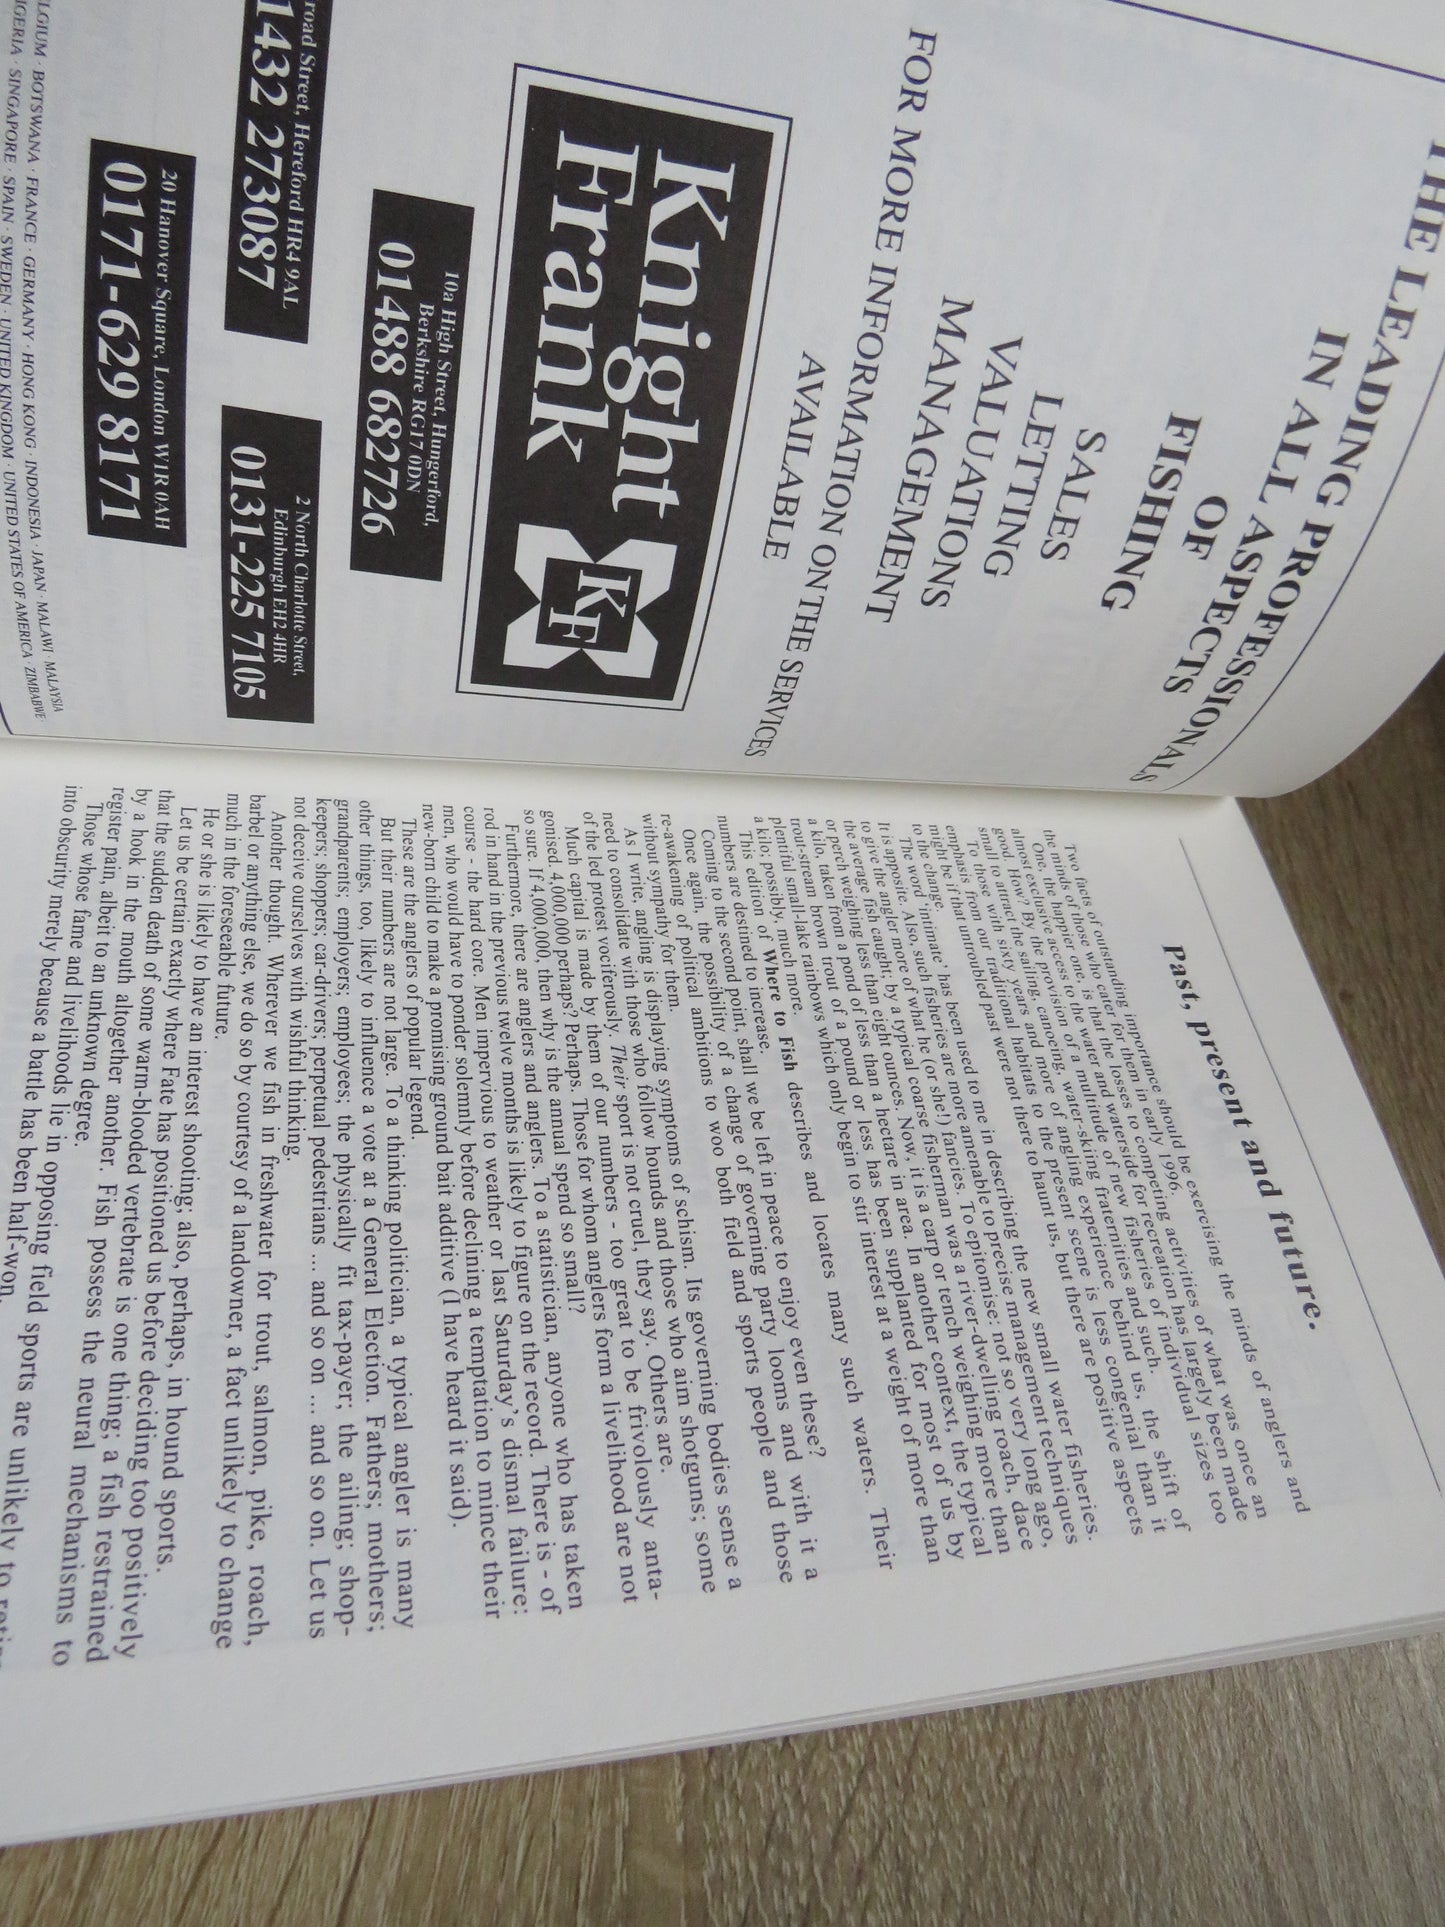 THE LEADING PROFESSIONALS
IN ALL ASPECTS
OF
FISHING
SALES
LETTING
VALUATIONS
MANAGEMENT
FOR MORE INFORMATION ON THE SERVICES
AVAILABLE
Knight
Frank
KF
10a High Street, Hungerford,
Berkshire RG17 0DN
01488 682726
road Street, Hereford HR4 9AL
1432 273087
2 North Charlotte Street,
Edinburgh EH2 4HR
0131-225 7105
20 Hanover Square, London W1R 0AH
0171-629 8171
LGIUM · BOTSWANA · FRANCE · GERMANY · HONG KONG · INDONESIA · JAPAN · MALAWI · MALAYSIA
IGERIA · SINGAPORE · SPAIN · SWEDEN · UNITED KINGDOM · UNITED STATES OF AMERICA · ZIMBABWE
Past, present and future.
Two facts of outstanding importance should be exercising the minds of anglers and
the minds of those who cater for them in early 1996.
One, the happier one, is that the losses to competing activities of what was once an
almost exclusive access to the water and waterside for recreation has largely been made
good. How? By the provision of a multitude of new fisheries of individual sizes too
small to attract the sailing, canoeing, water-skiing fraternities and such.
To those with sixty years and more of angling experience behind us, the shift of
emphasis from our traditional habitats to the present scene is less congenial than it
might be if that untroubled past were not there to haunt us, but there are positive aspects
to the change.
The word 'intimate' has been used to me in describing the new small water fisheries.
It is apposite. Also, such fisheries are more amenable to precise management techniques
to give the angler more of what he (or she!) fancies. To epitomise: not so very long ago,
the average fish caught, by a typical coarse fisherman was a river-dwelling roach, dace
or perch weighing less than eight ounces. Now, it is a carp or tench weighing more than
a kilo, taken from a pond of less than a hectare in area. In another context, the typical
trout-stream brown trout of a pound or less has been supplanted for most of us by
plentiful small-lake rainbows which only begin to stir interest at a weight of more than
a kilo; possibly, much more.
This edition of Where to Fish describes and locates many such waters. Their
numbers are destined to increase.
Coming to the second point, shall we be left in peace to enjoy even these?
Once again, the possibility of a change of governing party looms and with it a
re-awakening of political ambitions to woo both field and sports people and those
without sympathy for them.
As I write, angling is displaying symptoms of schism. Its governing bodies sense a
need to consolidate with those who follow hounds and those who aim shotguns; some
of the led protest vociferously. Their sport is not cruel, they say. Others are.
Much capital is made by them of our numbers - too great to be frivolously anta-
gonised. 4,000,000 perhaps? Perhaps. Those for whom anglers form a livelihood are not
so sure. If 4,000,000, then why is the annual spend so small?
Furthermore, there are anglers and anglers. To a statistician, anyone who has taken
rod in hand in the previous twelve months is likely to figure on the record. There is - of
course - the hard core. Men impervious to weather or last Saturday's dismal failure:
men, who would have to ponder solemnly before declining a temptation to mince their
new-born child to make a promising ground bait additive (I have heard it said).
These are the anglers of popular legend.
But their numbers are not large. To a thinking politician, a typical angler is many
other things, too, likely to influence a vote at a General Election. Fathers; mothers;
grandparents; employers; employees; the physically fit tax-payer; the ailing; shop-
keepers; shoppers; car-drivers; perpetual pedestrians ... and so on ... and so on. Let us
not deceive ourselves with wishful thinking.
Another thought. Wherever we fish in freshwater for trout, salmon, pike, roach,
barbel or anything else, we do so by courtesy of a landowner, a fact unlikely to change
much in the foreseeable future.
He or she is likely to have an interest shooting; also, perhaps, in hound sports.
Let us be certain exactly where Fate has positioned us before deciding too positively
that the sudden death of some warm-blooded vertebrate is one thing; a fish restrained
by a hook in the mouth altogether another. Fish possess the neural mechanisms to
register pain, albeit to an unknown degree.
Those whose fame and livelihoods lie in opposing field sports are unlikely to
into obscurity merely because a battle has been half-won.